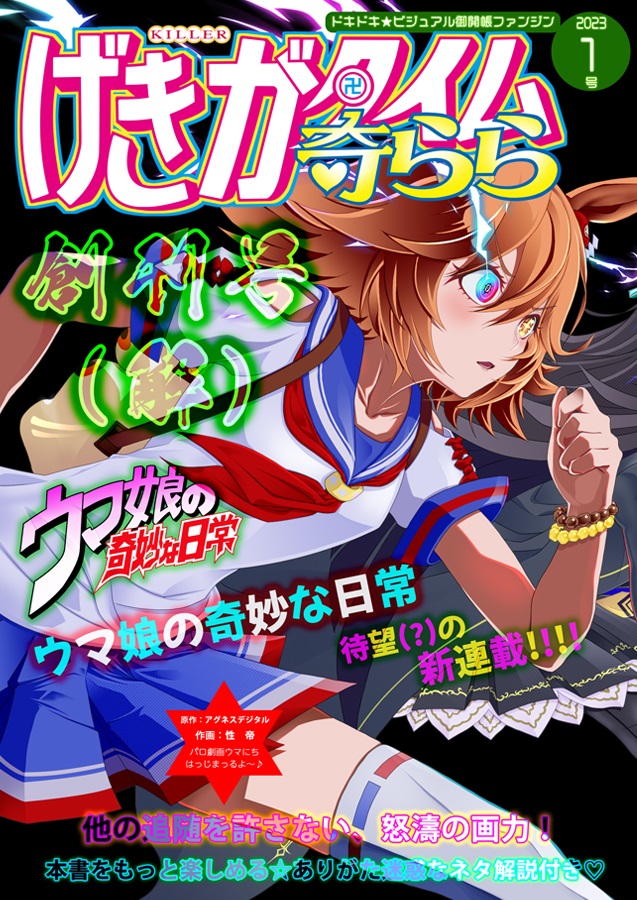 ドキドキ★ビジュアル御開帳ファンジン
2023
1
号
KILLER
げきがタイム
卍
奇らら
創刊号
(解)
ウマ娘の
奇妙な日常
ウマ娘の奇妙な日常
待望(?)の
新連載!!!!
原作:アグネスデジタル
作画:性 帝
パロ劇画ウマにち
はっじまっるよ~♪
他の追随を許さない、怒濤の画力!
本書をもっと楽しめる☆ありがた迷惑なネタ解説付き♡